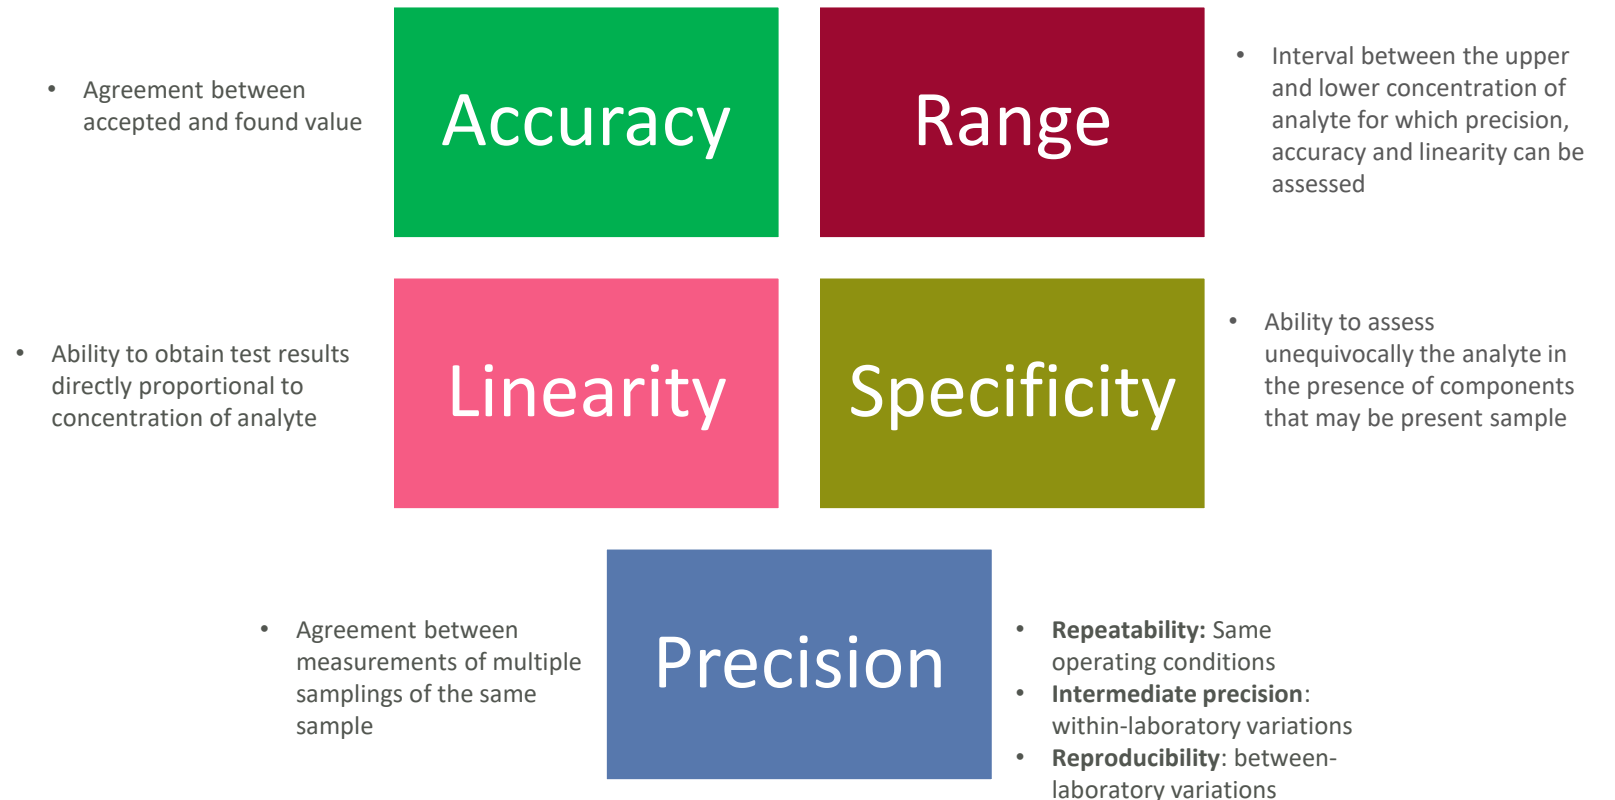 • Agreement between
accepted and found value
Accuracy
Range
• Interval between the upper
and lower concentration of
analyte for which precision,
accuracy and linearity can be
assessed
• Ability to obtain test results
directly proportional to
concentration of analyte
Linearity
Specificity
• Ability to assess
unequivocally the analyte in
the presence of components
that may be present sample
• Agreement between
measurements of multiple
samplings of the same
sample
Precision
• Repeatability: Same
operating conditions
• Intermediate precision:
within-laboratory variations
• Reproducibility: between-
laboratory variations